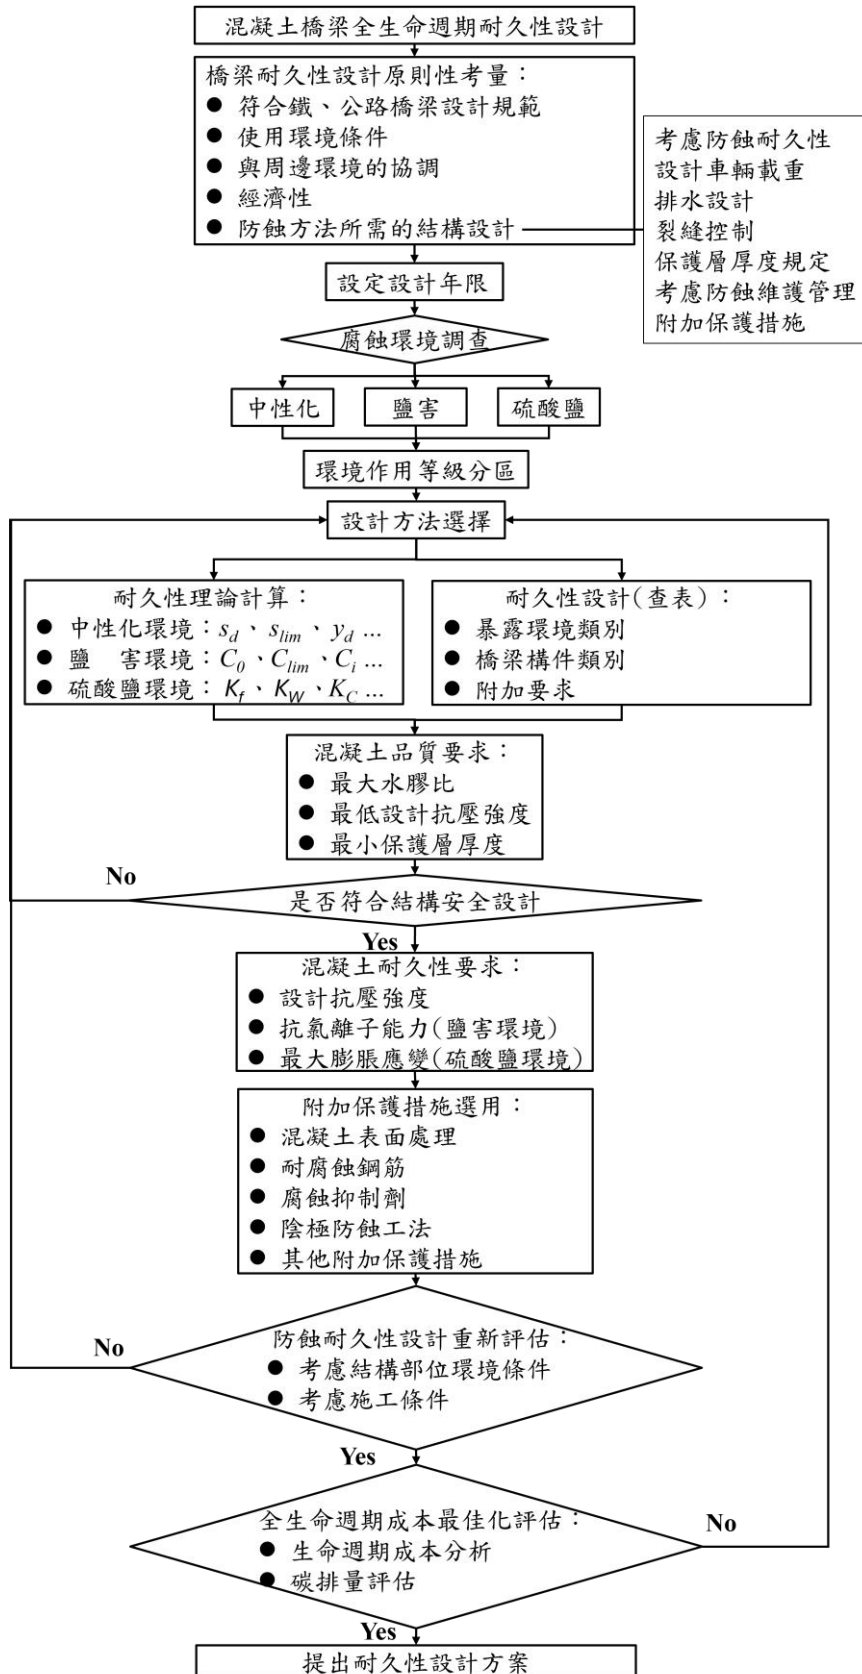 混凝土橋梁全生命週期耐久性設計
橋梁耐久性設計原則性考量：
● 符合鐵、公路橋梁設計規範
● 使用環境條件
● 與周邊環境的協調
● 經濟性
● 防蝕方法所需的結構設計
考慮防蝕耐久性
設計車輛載重
排水設計
裂縫控制
保護層厚度規定
考慮防蝕維護管理
附加保護措施
設定設計年限
腐蝕環境調查
中性化
鹽害
硫酸鹽
環境作用等級分區
設計方法選擇
耐久性理論計算：
● 中性化環境：s_d、s_lim、y_d …
● 鹽　害環境：C_0、C_lim、C_i …
● 硫酸鹽環境：K_f、K_W、K_C …
耐久性設計(查表)：
● 暴露環境類別
● 橋梁構件類別
● 附加要求
混凝土品質要求：
● 最大水膠比
● 最低設計抗壓強度
● 最小保護層厚度
No
是否符合結構安全設計
Yes
混凝土耐久性要求：
● 設計抗壓強度
● 抗氯離子能力(鹽害環境)
● 最大膨脹應變(硫酸鹽環境)
附加保護措施選用：
● 混凝土表面處理
● 耐腐蝕鋼筋
● 腐蝕抑制劑
● 陰極防蝕工法
● 其他附加保護措施
No
防蝕耐久性設計重新評估：
● 考慮結構部位環境條件
● 考慮施工條件
Yes
全生命週期成本最佳化評估：
● 生命週期成本分析
● 碳排量評估
No
Yes
提出耐久性設計方案